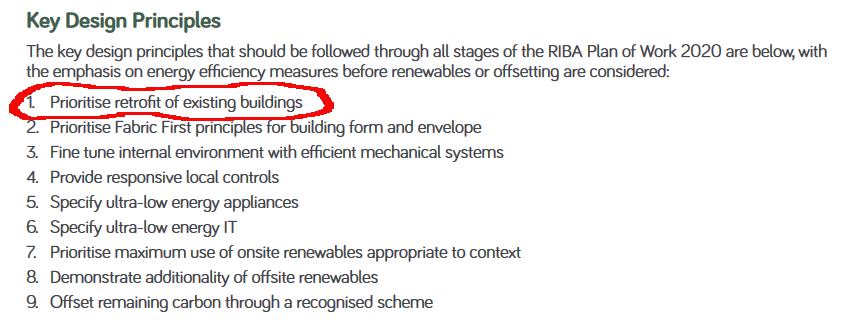 Key Design Principles
The key design principles that should be followed through all stages of the RIBA Plan of Work 2020 are below, with
the emphasis on energy efficiency measures before renewables or offsetting are considered:
1. Prioritise retrofit of existing buildings
2. Prioritise Fabric First principles for building form and envelope
3. Fine tune internal environment with efficient mechanical systems
4. Provide responsive local controls
5. Specify ultra-low energy appliances
6. Specify ultra-low energy IT
7. Prioritise maximum use of onsite renewables appropriate to context
8. Demonstrate additionality of offsite renewables
9. Offset remaining carbon through a recognised scheme